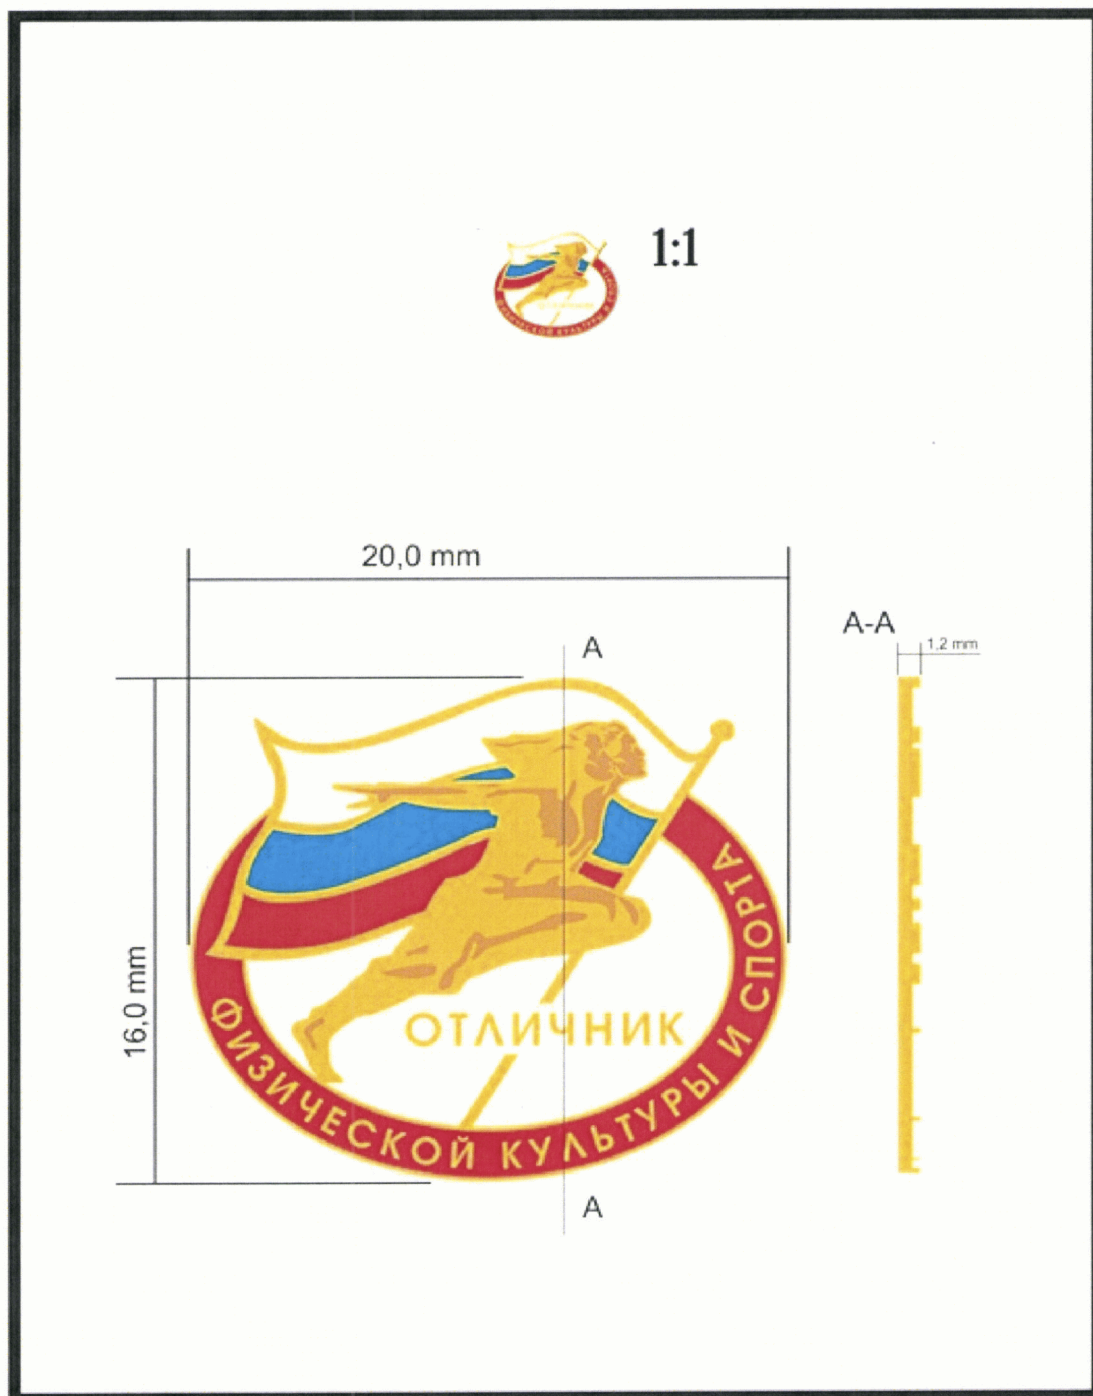 1:1
20,0 mm
A-A
1,2 mm
A
16,0 mm
ОТЛИЧНИК
ФИЗИЧЕСКОЙ КУЛЬТУРЫ И СПОРТА
A